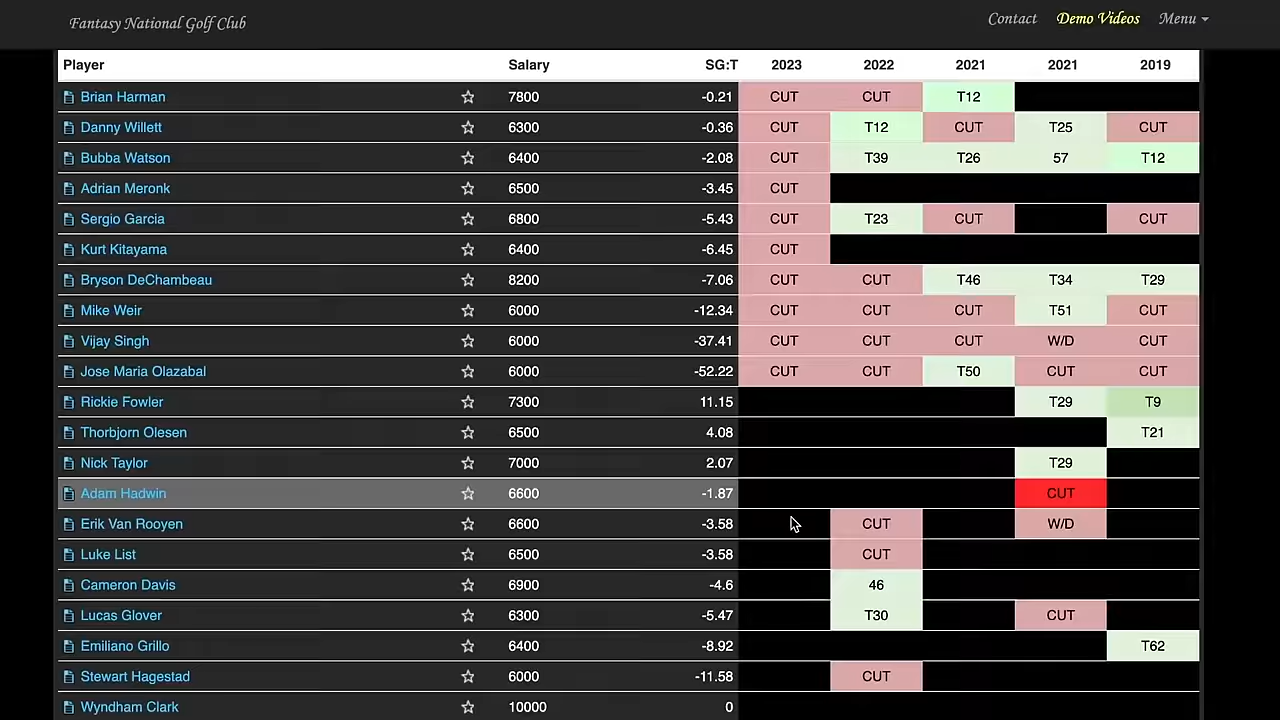 Fantasy National Golf Club Contact Demo Videos Menu
Player Salary SG:T 2023 2022 2021 2021 2019
Brian Harman 7800 -0.21 CUT CUT T12
Danny Willett 6300 -0.36 CUT T12 CUT T25 CUT
Bubba Watson 6400 -2.08 CUT T39 T26 57 T12
Adrian Meronk 6500 -3.45 CUT
Sergio Garcia 6800 -5.43 CUT T23 CUT CUT
Kurt Kitayama 6400 -6.45 CUT
Bryson DeChambeau 8200 -7.06 CUT CUT T46 T34 T29
Mike Weir 6000 -12.34 CUT CUT CUT T51 CUT
Vijay Singh 6000 -37.41 CUT CUT CUT W/D CUT
Jose Maria Olazabal 6000 -52.22 CUT CUT T50 CUT CUT
Rickie Fowler 7300 11.15 T29 T9
Thorbjorn Olesen 6500 4.08 T21
Nick Taylor 7000 2.07 T29
Adam Hadwin 6600 -1.87 CUT
Erik Van Rooyen 6600 -3.58 CUT W/D
Luke List 6500 -3.58 CUT
Cameron Davis 6900 -4.6 46
Lucas Glover 6300 -5.47 T30 CUT
Emiliano Grillo 6400 -8.92 T62
Stewart Hagestad 6000 -11.58 CUT
Wyndham Clark 10000 0